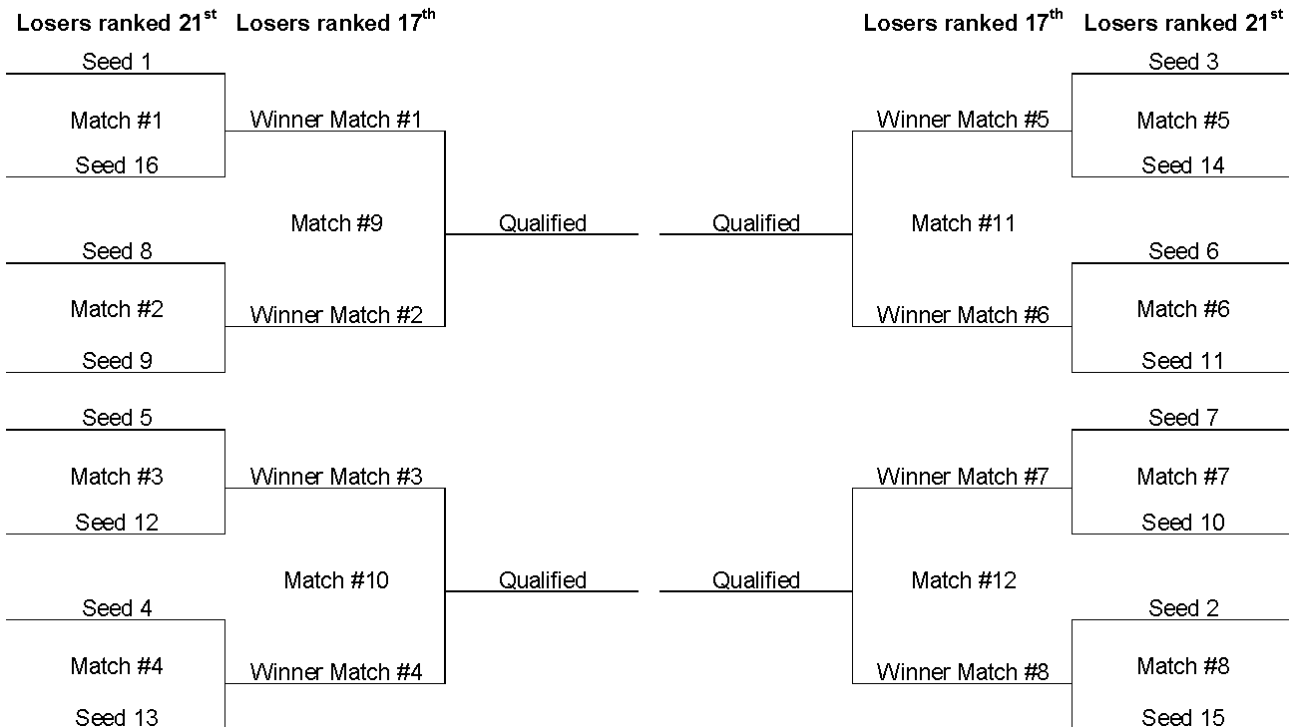 Losers ranked 21st Losers ranked 17th Losers ranked 17th Losers ranked 21st
Seed 1 Seed 3
Match #1 Winner Match #1 Winner Match #5 Match #5
Seed 16 Seed 14
Match #9 Qualified Qualified Match #11
Seed 8 Seed 6
Match #2 Winner Match #2 Winner Match #6 Match #6
Seed 9 Seed 11
Seed 5 Seed 7
Match #3 Winner Match #3 Winner Match #7 Match #7
Seed 12 Seed 10
Match #10 Qualified Qualified Match #12
Seed 4 Seed 2
Match #4 Winner Match #4 Winner Match #8 Match #8
Seed 13 Seed 15